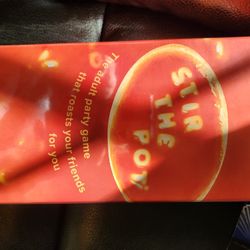 STIR
THE
POT
The adult party game
that roasts your friends
for you